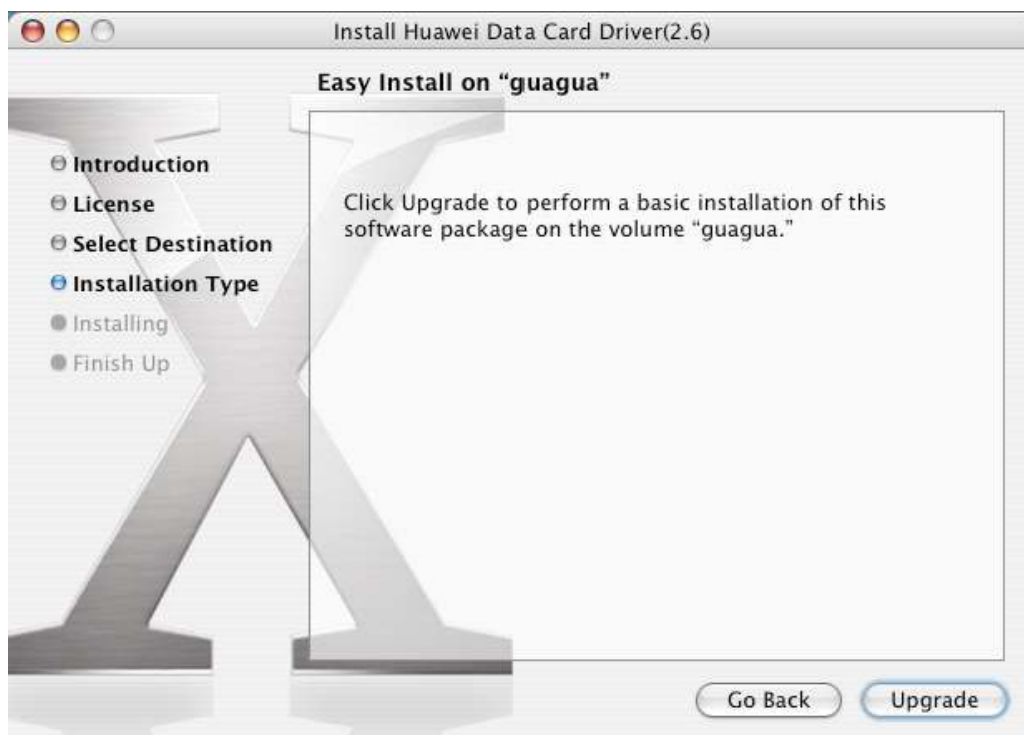 Install Huawei Data Card Driver(2.6)
Easy Install on “guagua”
Introduction
License
Select Destination
Installation Type
Installing
Finish Up
Click Upgrade to perform a basic installation of this
software package on the volume “guagua.”
Go Back
Upgrade